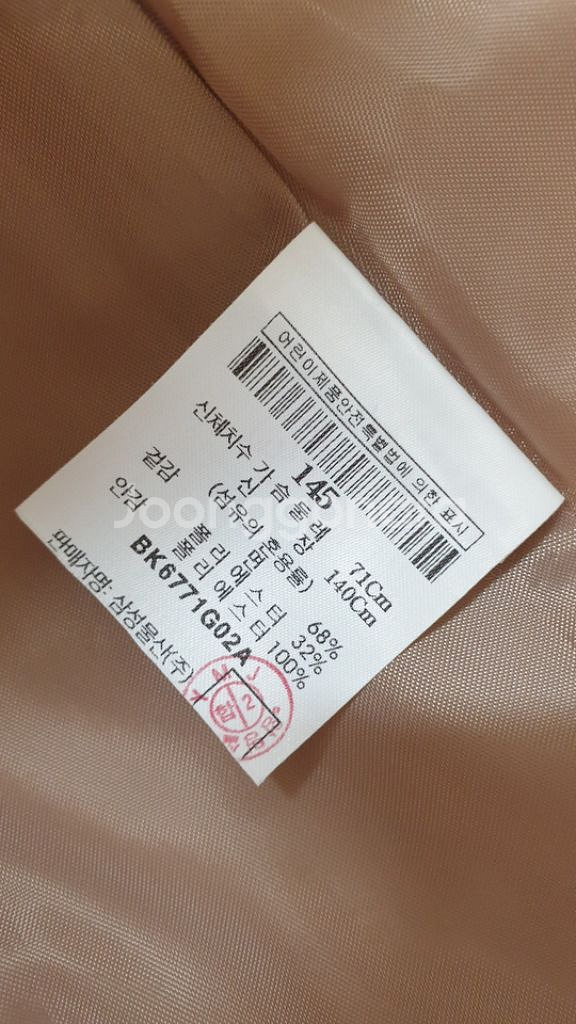 어린이제품안전특별법에 의한 표시
145
신체치수 가슴둘레 71Cm
신 장 140Cm
(섬유의 혼용률)
겉감 폴리에스터 68%
면 32%
안감 폴리에스터 100%
BK6771G02A
판매자명: 삼성물산(주)